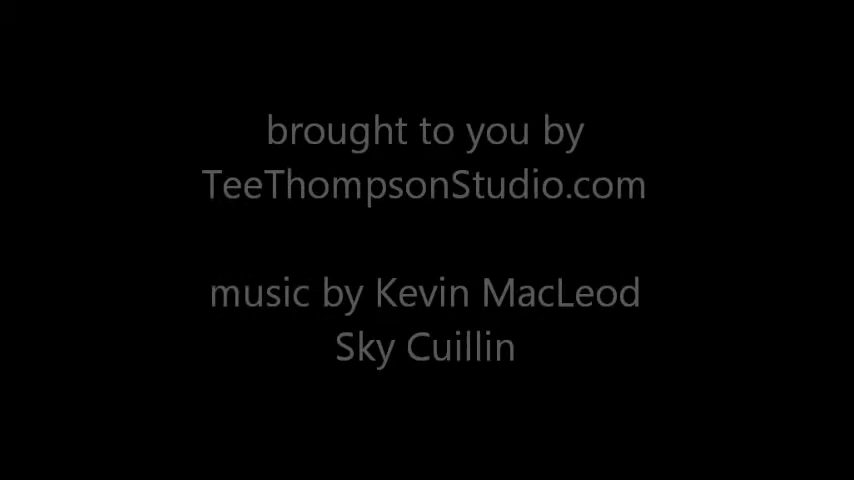 brought to you by
TeeThompsonStudio.com
music by Kevin MacLeod
Sky Cuillin